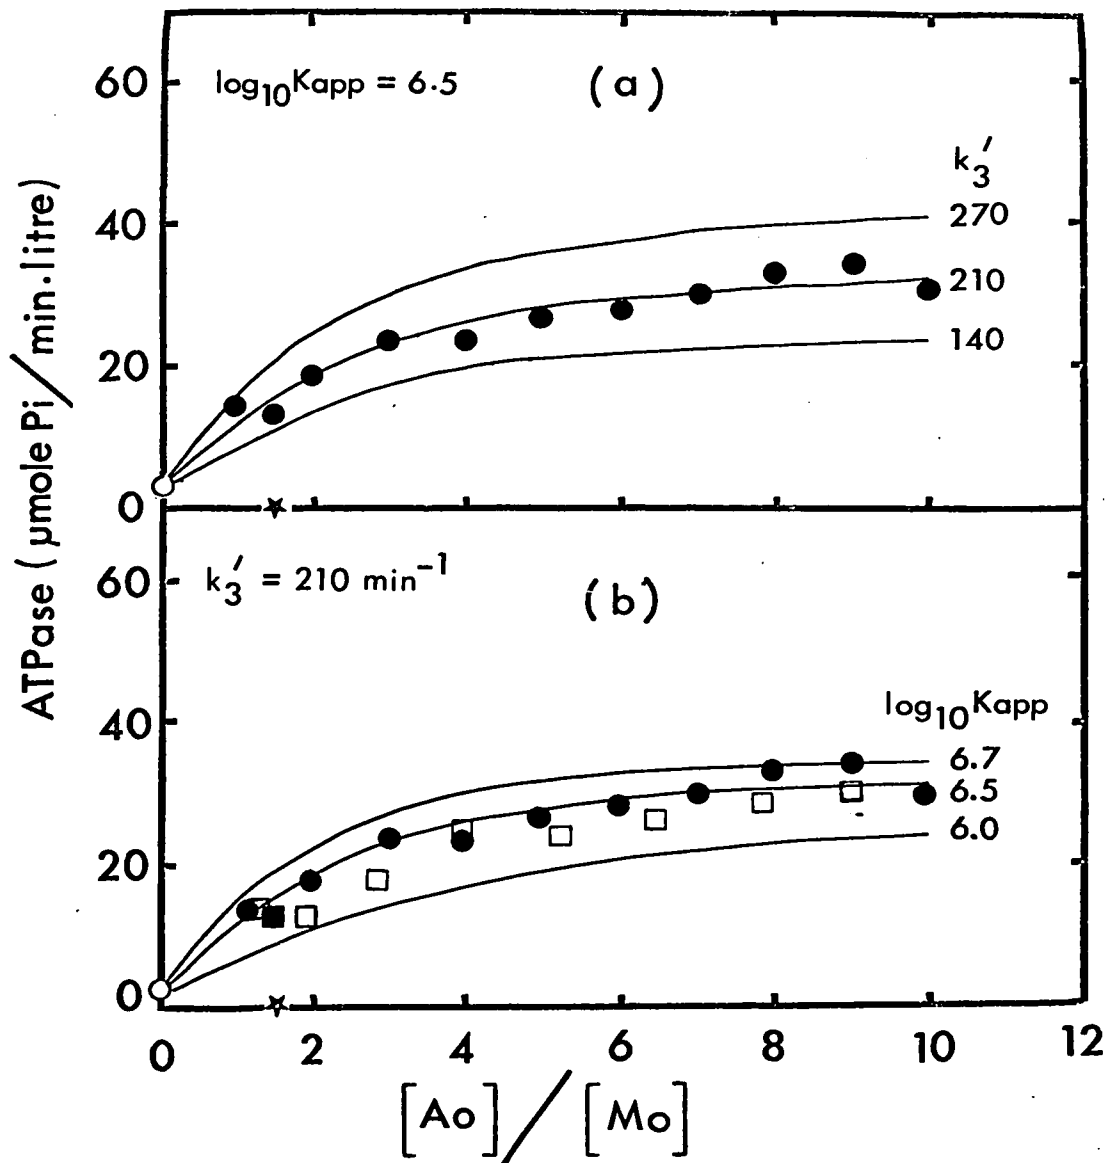 ATPase ( µmole Pi/min.litre)
60
40
20
0
log10Kapp = 6.5
(a)
k3′
270
210
140
60
40
20
0
k3′ = 210 min−1
(b)
log10Kapp
6.7
6.5
6.0
0 2 4 6 8 10 12
[Ao]/[Mo]